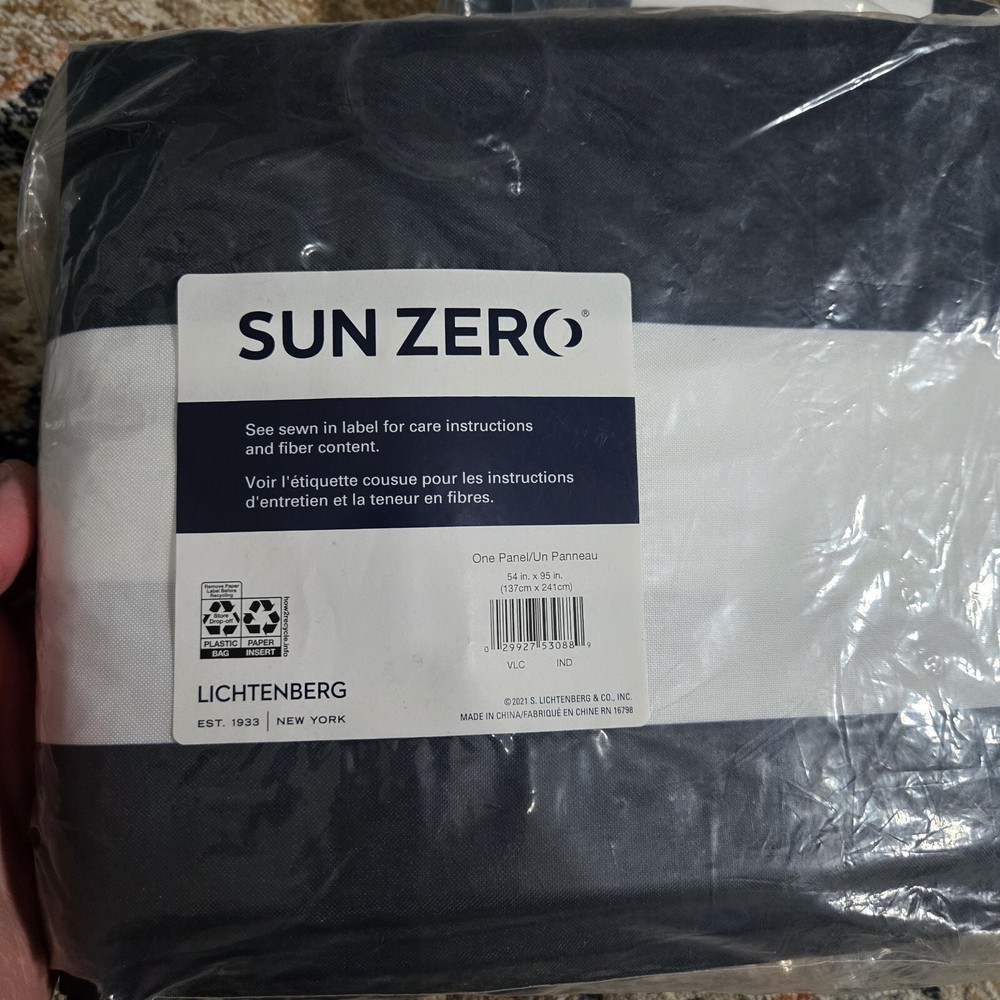 SUN ZERO®
See sewn in label for care instructions
and fiber content.
Voir l'étiquette cousue pour les instructions
d'entretien et la teneur en fibres.
One Panel/Un Panneau
54 in. x 95 in.
(137cm x 241cm)
Remove Paper
Label Before
Recycling
Store
Drop-off
PLASTIC
BAG
PAPER
INSERT
how2recycle.info
0 29927 53088 9
VLC IND
LICHTENBERG
EST. 1933 | NEW YORK
©2021 S. LICHTENBERG & CO., INC.
MADE IN CHINA/FABRIQUÉ EN CHINE RN 16798